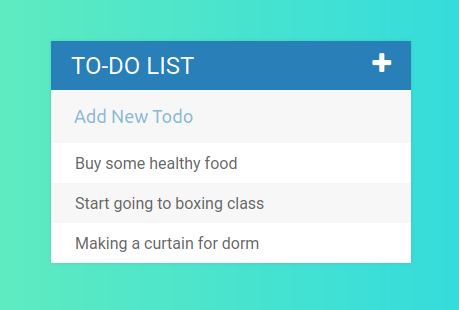 TO-DO LIST
Add New Todo
Buy some healthy food
Start going to boxing class
Making a curtain for dorm